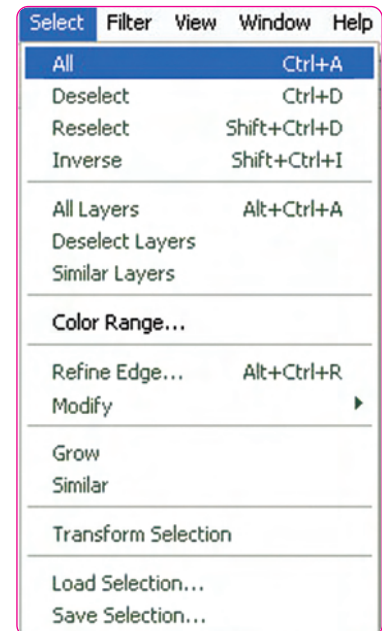 Select Filter View Window Help
All Ctrl+A
Deselect Ctrl+D
Reselect Shift+Ctrl+D
Inverse Shift+Ctrl+I
All Layers Alt+Ctrl+A
Deselect Layers
Similar Layers
Color Range...
Refine Edge... Alt+Ctrl+R
Modify
Grow
Similar
Transform Selection
Load Selection...
Save Selection...